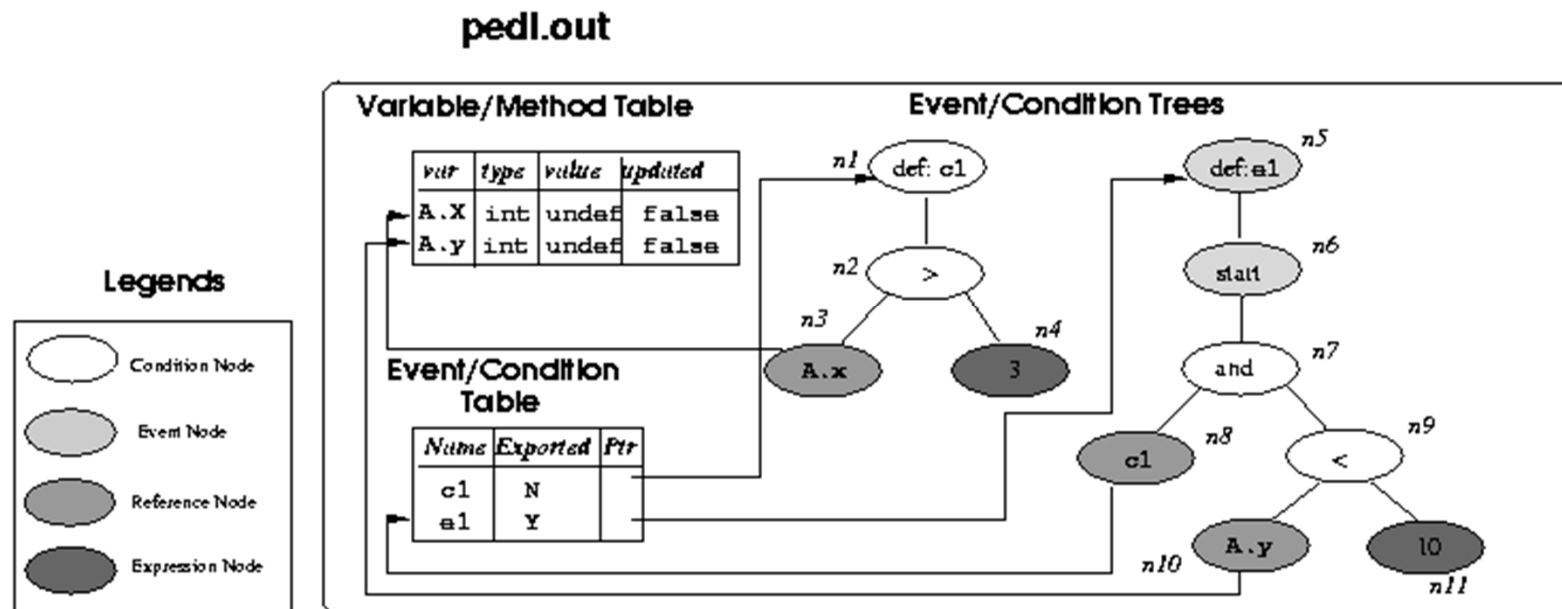 pedl.out
Variable/Method Table
var type value updated
A.X int undef false
A.y int undef false
Event/Condition Trees
n1
def: c1
n2
>
n3
A.x
n4
3
n5
def:e1
n6
start
n7
and
n8
c1
n9
<
n10
A.y
n11
10
Event/Condition
Table
Name Exported Ptr
c1 N
e1 Y
Legends
Condition Node
Event Node
Reference Node
Expression Node